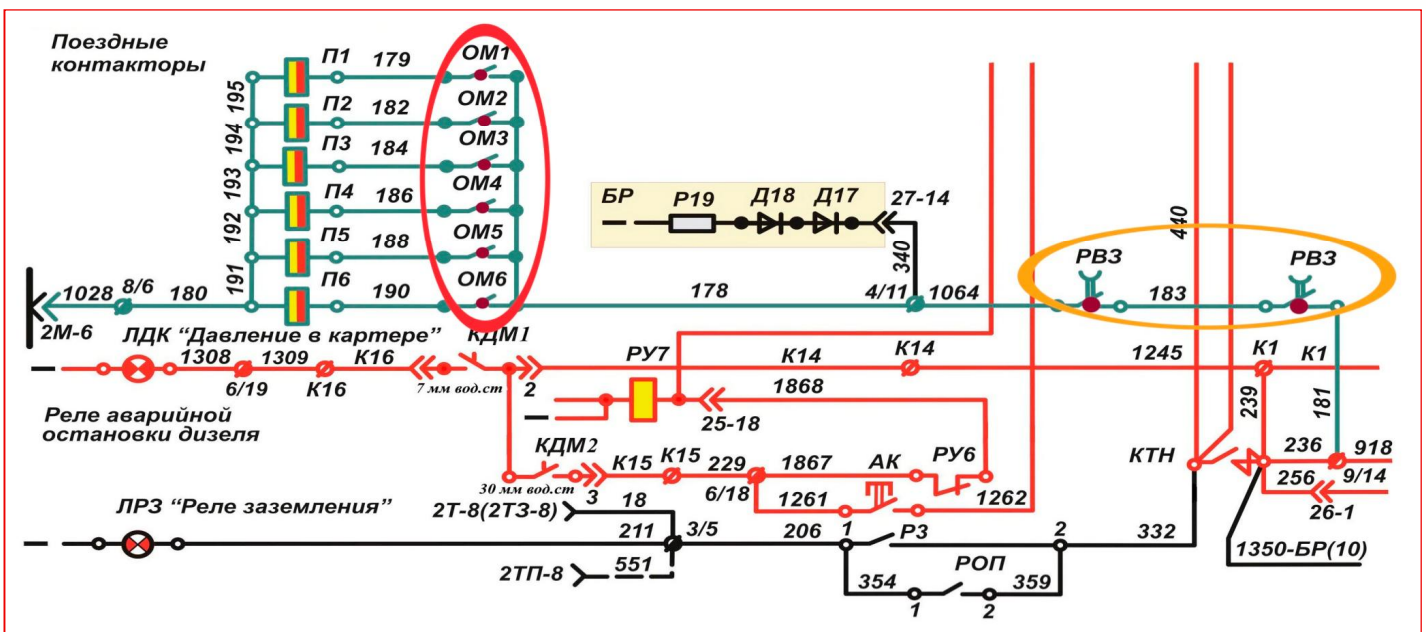 Поездные
контакторы
П1 179 ОМ1
195
П2 182 ОМ2
194
П3 184 ОМ3
193
П4 186 ОМ4
192
П5 188 ОМ5
191
П6 190 ОМ6
1028 8/6 180
2М-6
178
БР Р19 Д18 Д17 27-14
340
4/11 1064
РВ3 183 РВ3
440
181
ЛДК “Давление в картере”
1308 1309 К16
6/19 К16
КДМ1
7 мм вод.ст 2
К14 К14 1245 К1 К1
РУ7
1868
25-18
239
Реле аварийной
остановки дизеля
КДМ2
30 мм вод.ст 3
К15 К15 229 1867 АК РУ6
6/18 1261 1262
КТН 236 918
256 9/14
26-1
1350-БР(10)
ЛРЗ “Реле заземления”
2Т-8(2ТЗ-8) 18
211 3/5 206 1 РЗ 2 332
2ТП-8 551
354 РОП 359
1 2